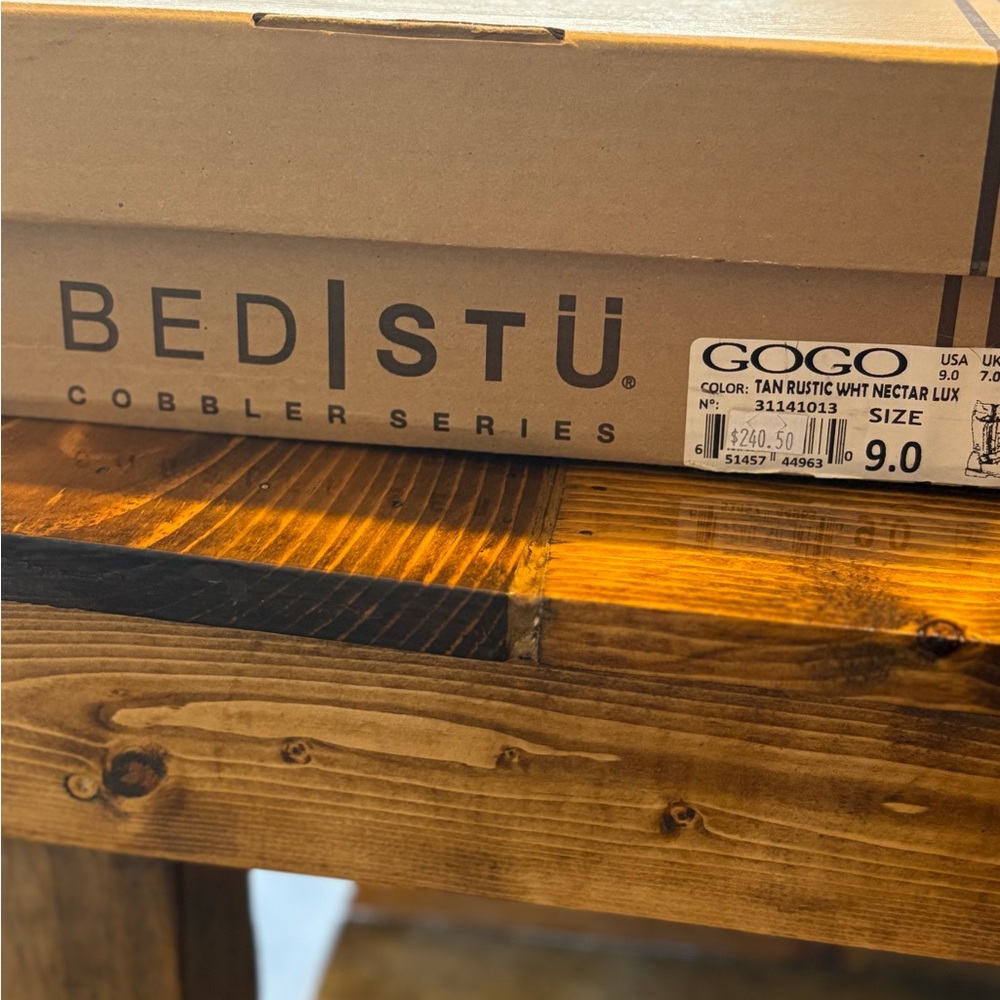 BED|STÜ®
COBBLER SERIES
GOGO
USA UK
9.0 7.0
COLOR: TAN RUSTIC WHT NECTAR LUX
Nº: 31141013
SIZE
9.0
$240.50
6 51457 44963 0